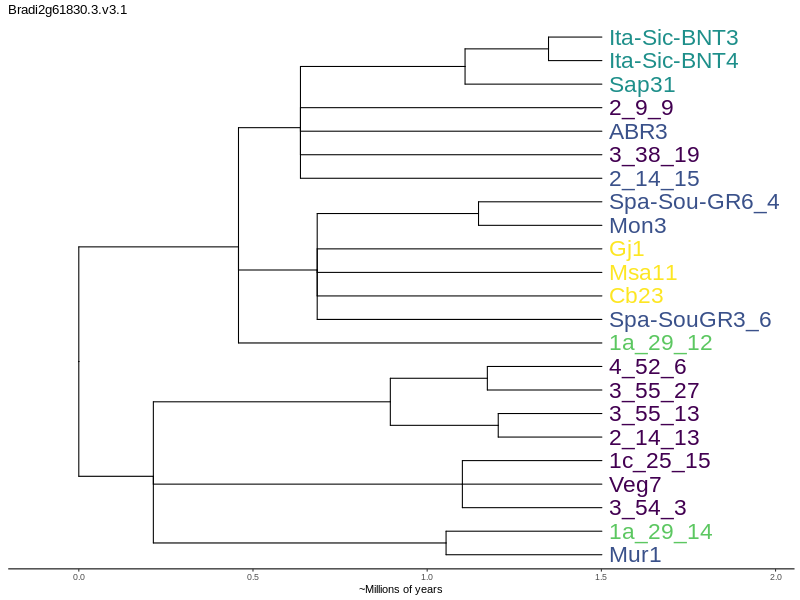 Bradi2g61830.3.v3.1
Ita-Sic-BNT3
Ita-Sic-BNT4
Sap31
2_9_9
ABR3
3_38_19
2_14_15
Spa-Sou-GR6_4
Mon3
Gj1
Msa11
Cb23
Spa-SouGR3_6
1a_29_12
4_52_6
3_55_27
3_55_13
2_14_13
1c_25_15
Veg7
3_54_3
1a_29_14
Mur1
0.0 0.5 1.0 1.5 2.0
~Millions of years